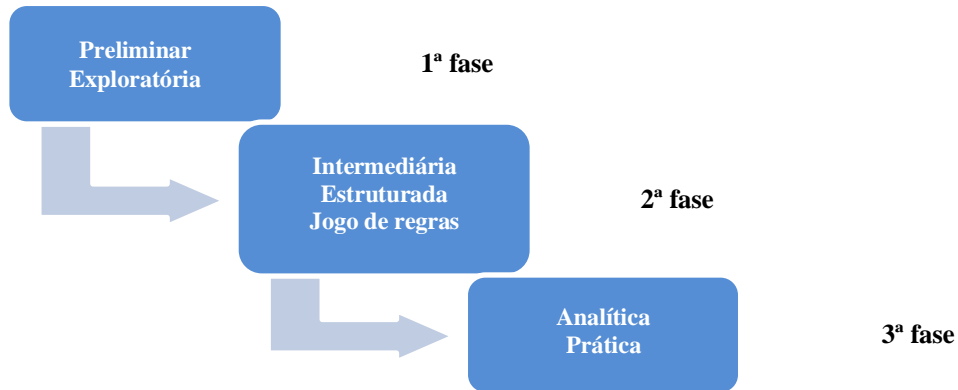 Preliminar
Exploratória
1ª fase
Intermediária
Estruturada
Jogo de regras
2ª fase
Analítica
Prática
3ª fase